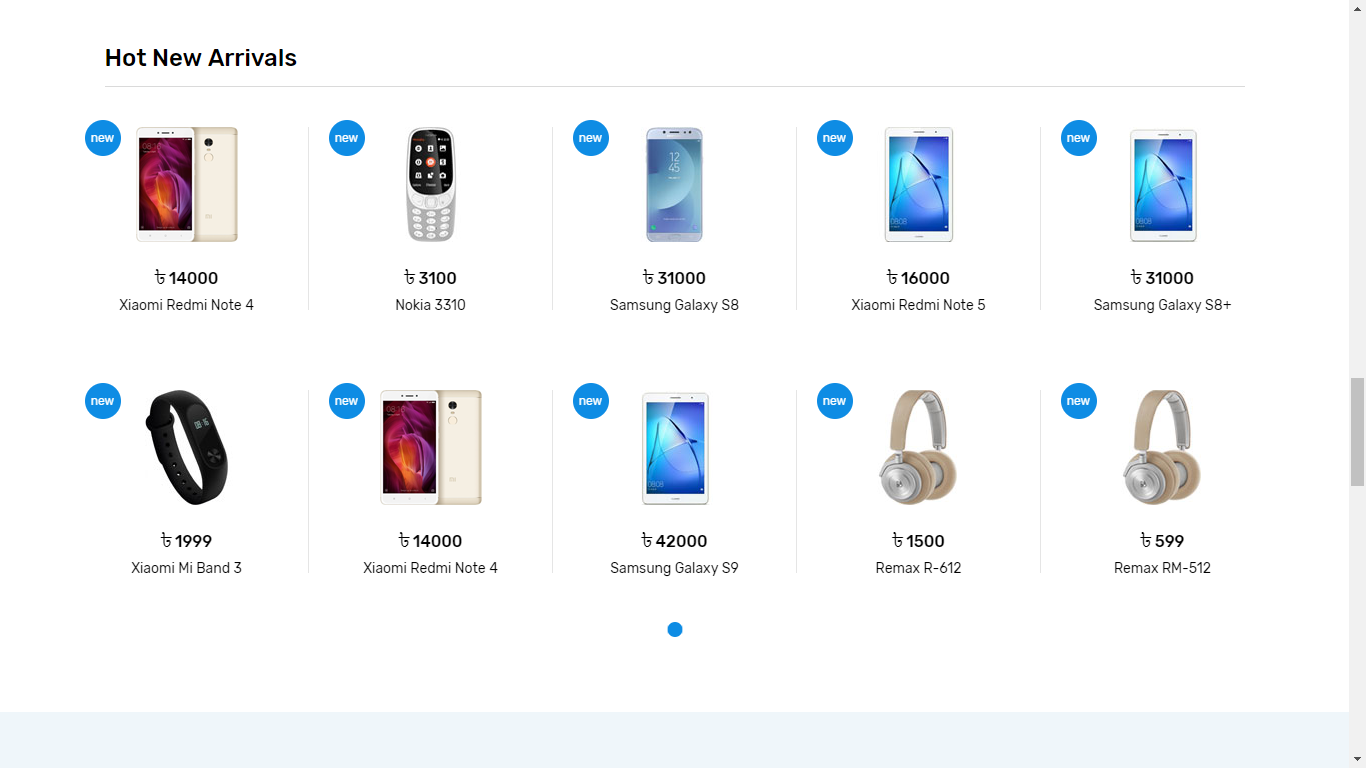 Hot New Arrivals
new
new
new
new
new
৳ 14000
৳ 3100
৳ 31000
৳ 16000
৳ 31000
Xiaomi Redmi Note 4
Nokia 3310
Samsung Galaxy S8
Xiaomi Redmi Note 5
Samsung Galaxy S8+
new
new
new
new
new
৳ 1999
৳ 14000
৳ 42000
৳ 1500
৳ 599
Xiaomi Mi Band 3
Xiaomi Redmi Note 4
Samsung Galaxy S9
Remax R-612
Remax RM-512